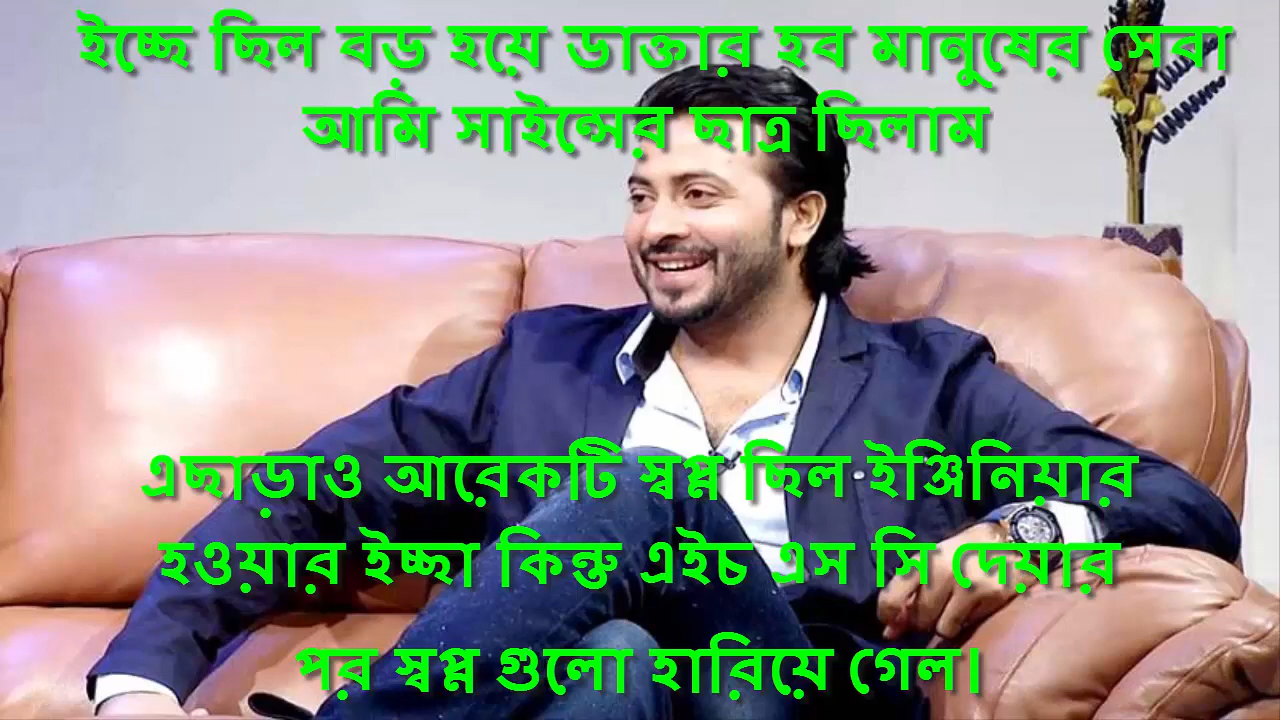 ইচ্ছে ছিল বড় হয়ে ডাক্তার হব মানুষের সেবা
আমি সাইন্সের ছাত্র ছিলাম
এছাড়াও আরেকটি স্বপ্ন ছিল ইঞ্জিনিয়ার
হওয়ার ইচ্ছা কিন্তু এইচ এস সি দেয়ার
পর স্বপ্ন গুলো হারিয়ে গেল।